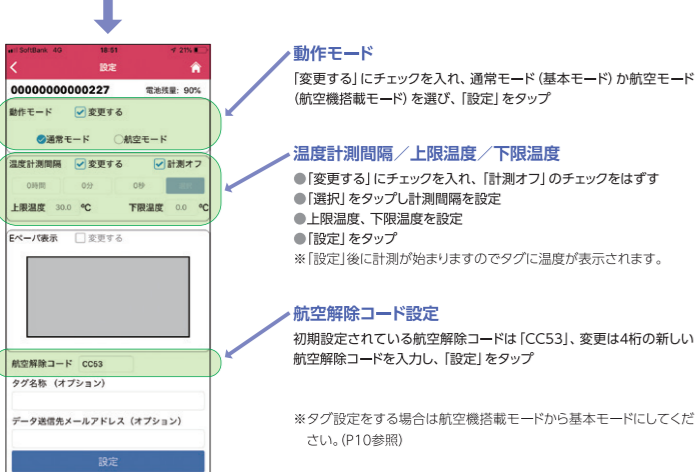 SoftBank 4G 18:51 21%
設定
00000000000227 電池残量: 90%
動作モード 変更する
通常モード 航空モード
温度計測間隔 変更する 計測オフ
0時間 0分 0秒
上限温度 30.0 ℃ 下限温度 0.0 ℃
Eペーパ表示 変更する
航空解除コード CC53
タグ名称 (オプション)
データ送信先メールアドレス (オプション)
設定
動作モード
「変更する」にチェックを入れ、通常モード(基本モード)か航空モード
(航空機搭載モード)を選び、「設定」をタップ
温度計測間隔／上限温度／下限温度
●「変更する」にチェックを入れ、「計測オフ」のチェックをはずす
●「選択」をタップし計測間隔を設定
●上限温度、下限温度を設定
●「設定」をタップ
※「設定」後に計測が始まりますのでタグに温度が表示されます。
航空解除コード設定
初期設定されている航空解除コードは「CC53」、変更は4桁の新しい
航空解除コードを入力し、「設定」をタップ
※タグ設定をする場合は航空機搭載モードから基本モードにしてくだ
さい。(P10参照)